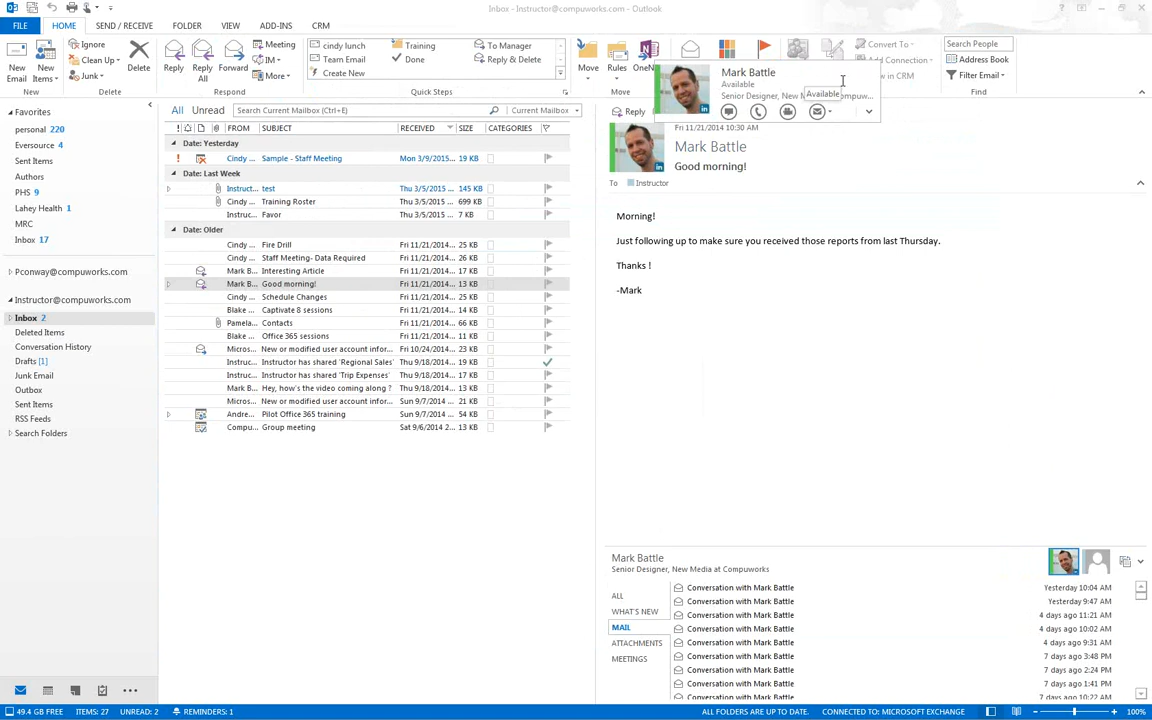 Inbox - Instructor@compuworks.com - Outlook
FILE HOME SEND / RECEIVE FOLDER VIEW ADD-INS CRM
New Email
New Items
New
Ignore
Clean Up
Junk
Delete
Delete
Reply
Reply All
Forward
Meeting
IM
More
Respond
cindy lunch
Team Email
Create New
Training
Done
To Manager
Reply & Delete
Quick Steps
Move
Rules
Move
Convert To
Add Connection
in CRM
Search People
Address Book
Filter Email
Find
Mark Battle
Available
Senior Designer, New M
Available
Favorites
personal 220
Eversource 4
Sent Items
Authors
PHS 9
Lahey Health 1
MRC
Inbox 17
Pconway@compuworks.com
Instructor@compuworks.com
Inbox 2
Deleted Items
Conversation History
Drafts [1]
Junk Email
Outbox
Sent Items
RSS Feeds
Search Folders
All Unread
Search Current Mailbox (Ctrl+E) Current Mailbox
! FROM SUBJECT RECEIVED SIZE CATEGORIES
Date: Yesterday
! Cindy ... Sample - Staff Meeting Mon 3/9/2015... 19 KB
Date: Last Week
Instruct... test Thu 3/5/2015 ... 145 KB
Cindy ... Training Roster Thu 3/5/2015 ... 699 KB
Instruc... Favor Thu 3/5/2015 ... 7 KB
Date: Older
Cindy ... Fire Drill Fri 11/21/2014... 25 KB
Cindy ... Staff Meeting- Data Required Fri 11/21/2014... 26 KB
Mark B... Interesting Article Fri 11/21/2014... 17 KB
Mark B... Good morning! Fri 11/21/2014... 13 KB
Cindy ... Schedule Changes Fri 11/21/2014... 25 KB
Blake ... Captivate 8 sessions Fri 11/21/2014... 10 KB
Pamela... Contacts Fri 11/21/2014... 66 KB
Blake ... Office 365 sessions Fri 11/21/2014... 11 KB
Micros... New or modified user account infor... Fri 10/24/2014... 23 KB
Instruc... Instructor has shared 'Regional Sales' Thu 9/18/2014... 19 KB
Instruc... Instructor has shared 'Trip Expenses' Thu 9/18/2014... 17 KB
Mark B... Hey, how's the video coming along ? Thu 9/18/2014... 13 KB
Micros... New or modified user account infor... Sun 9/7/2014 ... 21 KB
Andre... Pilot Office 365 training Sun 9/7/2014 ... 54 KB
Compu... Group meeting Sat 9/6/2014 ... 23 KB
Reply
Fri 11/21/2014 10:30 AM
Mark Battle
Good morning!
To Instructor
Morning!
Just following up to make sure you received those reports from last Thursday.
Thanks !
-Mark
Mark Battle
Senior Designer, New Media at Compuworks
ALL
WHAT'S NEW
MAIL
ATTACHMENTS
MEETINGS
Conversation with Mark Battle Yesterday 10:04 AM
Conversation with Mark Battle Yesterday 9:47 AM
Conversation with Mark Battle 4 days ago 11:21 AM
Conversation with Mark Battle 4 days ago 10:02 AM
Conversation with Mark Battle 4 days ago 9:31 AM
Conversation with Mark Battle 7 days ago 3:48 PM
Conversation with Mark Battle 7 days ago 2:24 PM
Conversation with Mark Battle 7 days ago 1:41 PM
Conversation with Mark Battle 7 days ago 10:27 AM
49.4 GB FREE ITEMS: 27 UNREAD: 2 REMINDERS: 1 ALL FOLDERS ARE UP TO DATE. CONNECTED TO: MICROSOFT EXCHANGE 100%